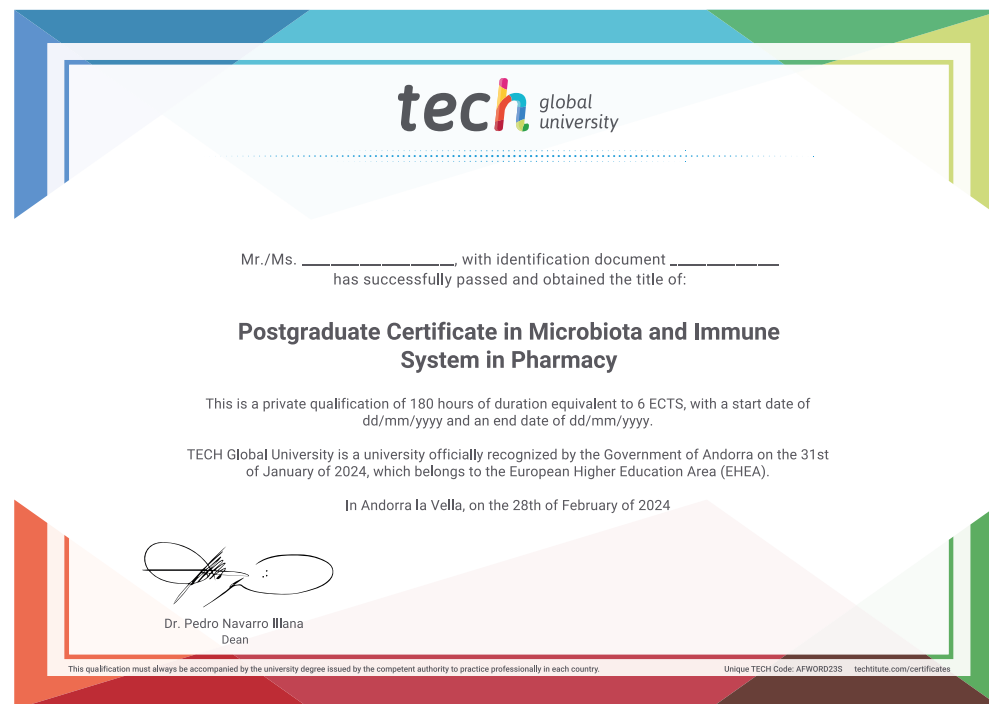 tech global university
Mr./Ms. ____________________, with identification document ______________
has successfully passed and obtained the title of:
Postgraduate Certificate in Microbiota and Immune
System in Pharmacy
This is a private qualification of 180 hours of duration equivalent to 6 ECTS, with a start date of
dd/mm/yyyy and an end date of dd/mm/yyyy.
TECH Global University is a university officially recognized by the Government of Andorra on the 31st
of January of 2024, which belongs to the European Higher Education Area (EHEA).
In Andorra la Vella, on the 28th of February of 2024
Dr. Pedro Navarro Illana
Dean
This qualification must always be accompanied by the university degree issued by the competent authority to practice professionally in each country.
Unique TECH Code: AFWORD23S techtitute.com/certificates